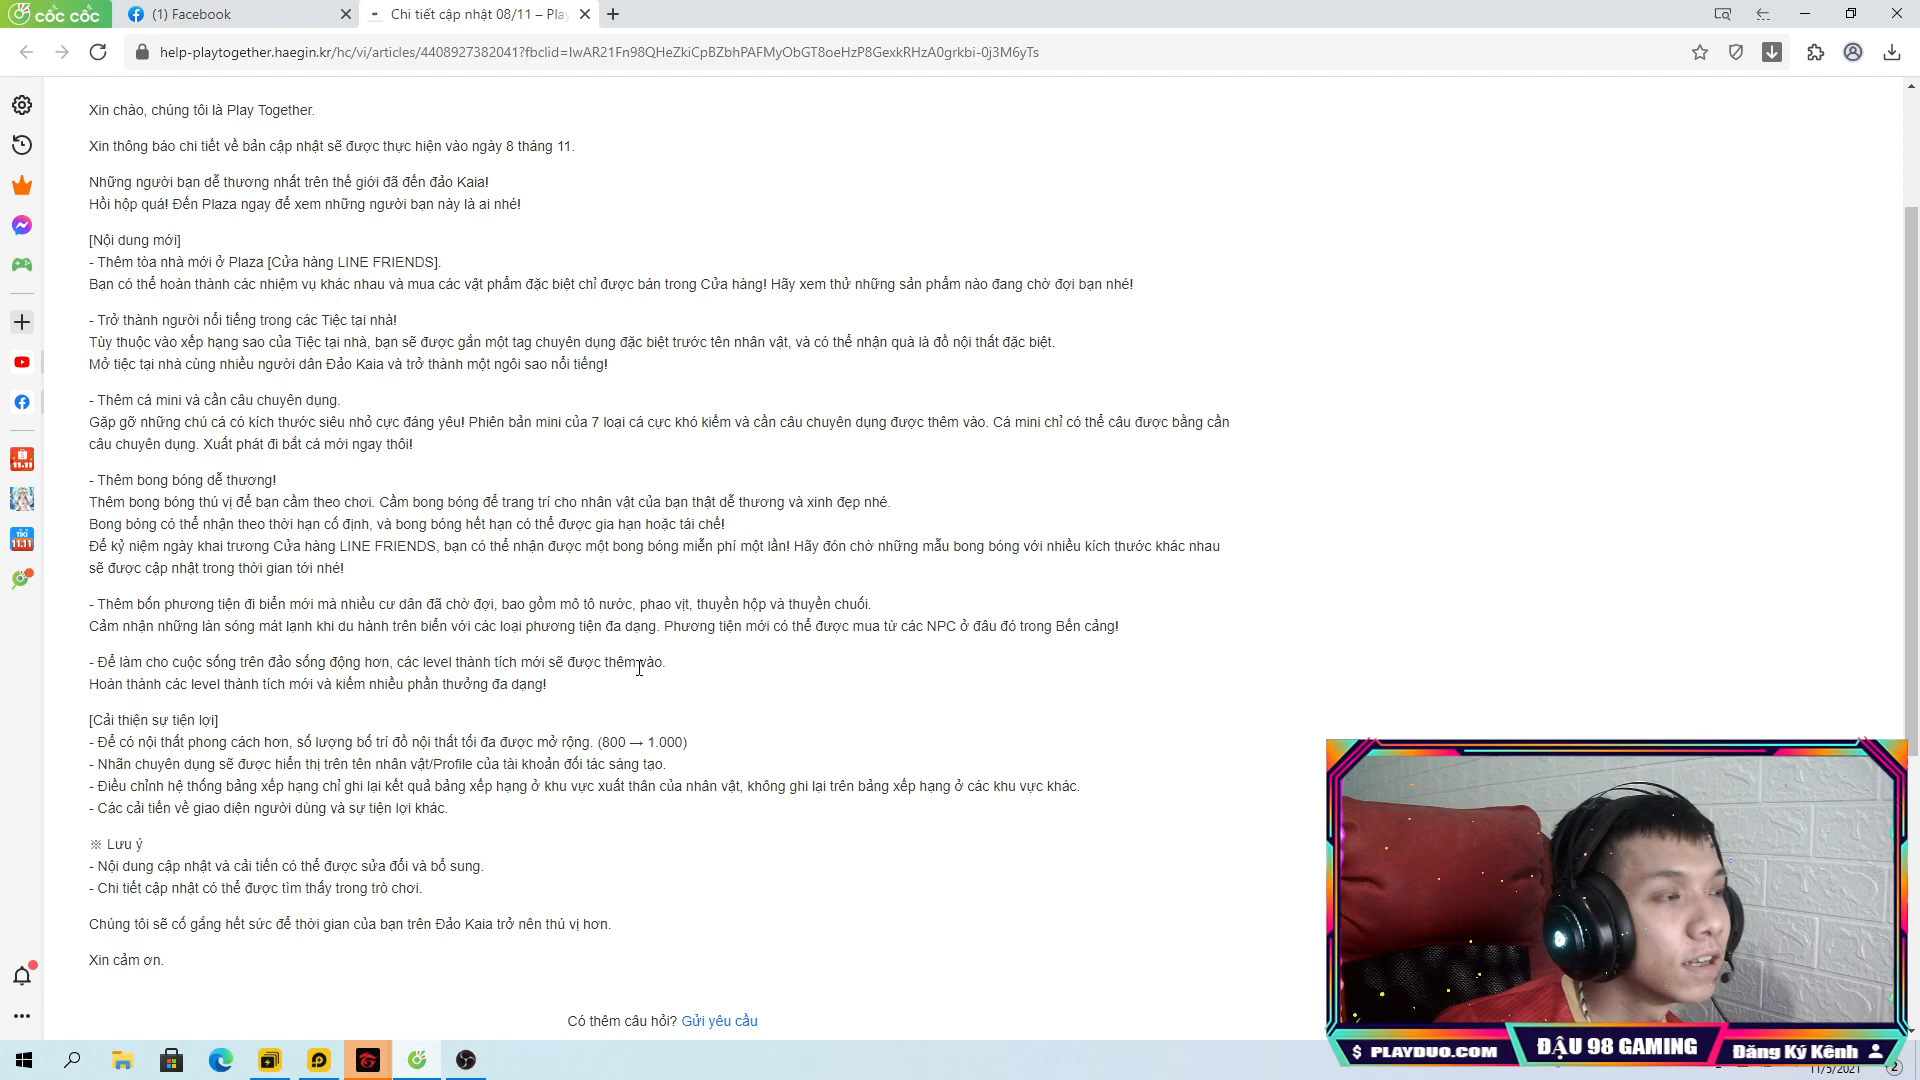 cốc cốc
(1) Facebook
Chi tiết cập nhật 08/11 – Play
help-playtogether.haegin.kr/hc/vi/articles/4408927382041?fbclid=IwAR21Fn98QHeZkiCpBZbhPAFMyObGT8oeHzP8GexkRHzA0grkbi-0j3M6yTs
Xin chào, chúng tôi là Play Together.
Xin thông báo chi tiết về bản cập nhật sẽ được thực hiện vào ngày 8 tháng 11.
Những người bạn dễ thương nhất trên thế giới đã đến đảo Kaia!
Hồi hộp quá! Đến Plaza ngay để xem những người bạn này là ai nhé!
[Nội dung mới]
- Thêm tòa nhà mới ở Plaza [Cửa hàng LINE FRIENDS].
Bạn có thể hoàn thành các nhiệm vụ khác nhau và mua các vật phẩm đặc biệt chỉ được bán trong Cửa hàng! Hãy xem thử những sản phẩm nào đang chờ đợi bạn nhé!
- Trở thành người nổi tiếng trong các Tiệc tại nhà!
Tùy thuộc vào xếp hạng sao của Tiệc tại nhà, bạn sẽ được gắn một tag chuyên dụng đặc biệt trước tên nhân vật, và có thể nhận quà là đồ nội thất đặc biệt.
Mở tiệc tại nhà cùng nhiều người dân Đảo Kaia và trở thành một ngôi sao nổi tiếng!
- Thêm cá mini và cần câu chuyên dụng.
Gặp gỡ những chú cá có kích thước siêu nhỏ cực đáng yêu! Phiên bản mini của 7 loại cá cực khó kiếm và cần câu chuyên dụng được thêm vào. Cá mini chỉ có thể câu được bằng cần
câu chuyên dụng. Xuất phát đi bắt cá mới ngay thôi!
- Thêm bong bóng dễ thương!
Thêm bong bóng thú vị để bạn cầm theo chơi. Cầm bong bóng để trang trí cho nhân vật của bạn thật dễ thương và xinh đẹp nhé.
Bong bóng có thể nhận theo thời hạn cố định, và bong bóng hết hạn có thể được gia hạn hoặc tái chế!
Để kỷ niệm ngày khai trương Cửa hàng LINE FRIENDS, bạn có thể nhận được một bong bóng miễn phí một lần! Hãy đón chờ những mẫu bong bóng với nhiều kích thước khác nhau
sẽ được cập nhật trong thời gian tới nhé!
- Thêm bốn phương tiện đi biển mới mà nhiều cư dân đã chờ đợi, bao gồm mô tô nước, phao vịt, thuyền hộp và thuyền chuối.
Cảm nhận những làn sóng mát lạnh khi du hành trên biển với các loại phương tiện đa dạng. Phương tiện mới có thể được mua từ các NPC ở đâu đó trong Bến cảng!
- Để làm cho cuộc sống trên đảo sống động hơn, các level thành tích mới sẽ được thêm vào.
Hoàn thành các level thành tích mới và kiếm nhiều phần thưởng đa dạng!
[Cải thiện sự tiện lợi]
- Để có nội thất phong cách hơn, số lượng bố trí đồ nội thất tối đa được mở rộng. (800 → 1.000)
- Nhãn chuyên dụng sẽ được hiển thị trên tên nhân vật/Profile của tài khoản đối tác sáng tạo.
- Điều chỉnh hệ thống bảng xếp hạng chỉ ghi lại kết quả bảng xếp hạng ở khu vực xuất thân của nhân vật, không ghi lại trên bảng xếp hạng ở các khu vực khác.
- Các cải tiến về giao diện người dùng và sự tiện lợi khác.
※ Lưu ý
- Nội dung cập nhật và cải tiến có thể được sửa đổi và bổ sung.
- Chi tiết cập nhật có thể được tìm thấy trong trò chơi.
Chúng tôi sẽ cố gắng hết sức để thời gian của bạn trên Đảo Kaia trở nên thú vị hơn.
Xin cảm ơn.
Có thêm câu hỏi? Gửi yêu cầu
11.11
TIKI
11.11
$ PLAYDUO.COM
ĐẬU 98 GAMING
Đăng Ký Kênh
11/5/2021
2